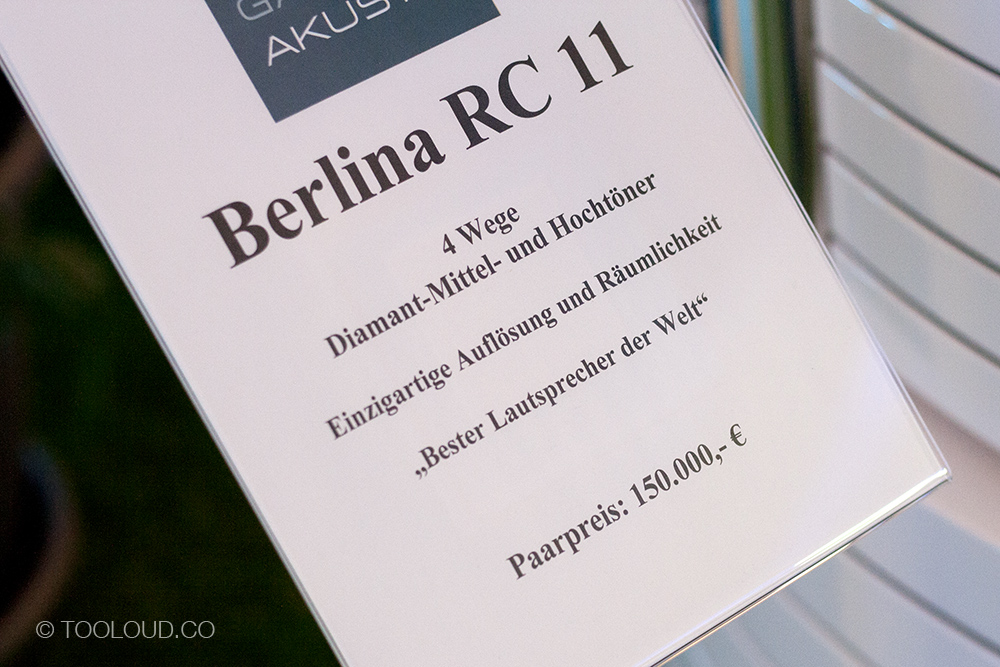 Berlina RC 11
4 Wege
Diamant-Mittel- und Hochtöner
Einzigartige Auflösung und Räumlichkeit
„Bester Lautsprecher der Welt“
Paarpreis: 150.000,- €
© TOOLOUD.CO